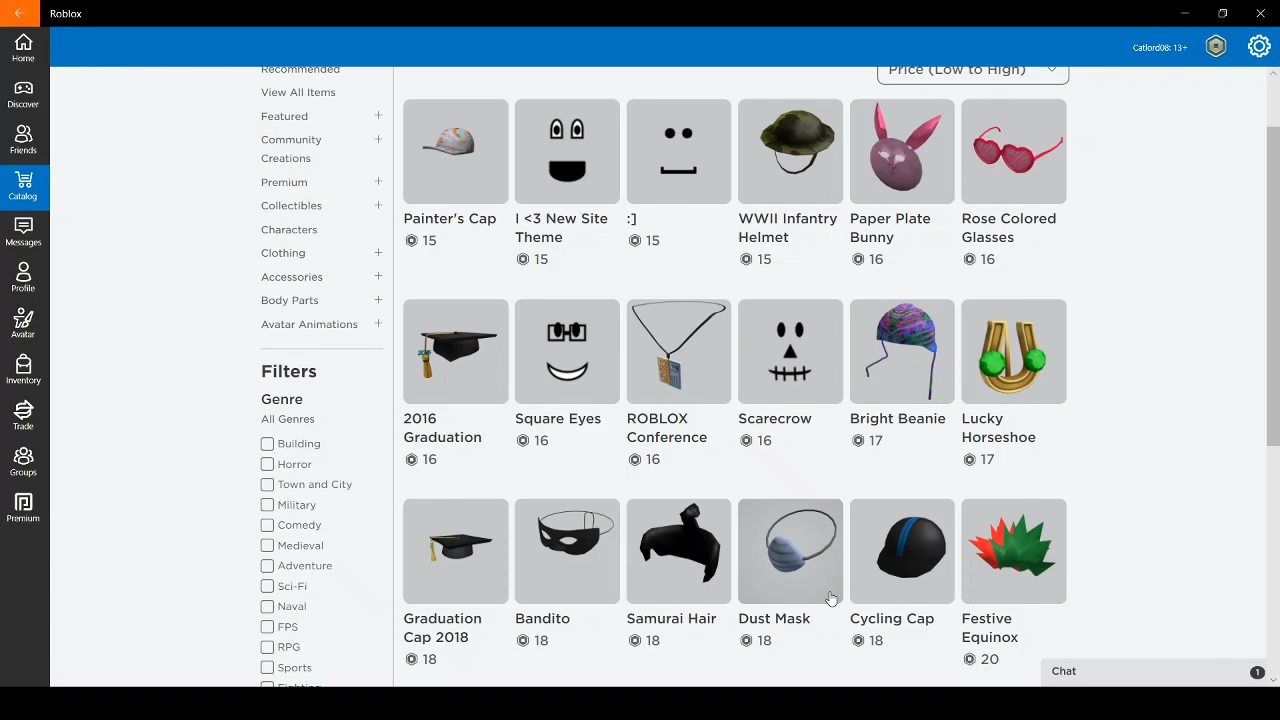 Roblox
Catlord08: 13+
Home
Discover
Friends
Catalog
Messages
Profile
Avatar
Inventory
Trade
Groups
Premium
Recommended
View All Items
Featured +
Community +
Creations
Premium +
Collectibles +
Characters
Clothing +
Accessories +
Body Parts +
Avatar Animations +
Filters
Genre
All Genres
Building
Horror
Town and City
Military
Comedy
Medieval
Adventure
Sci-Fi
Naval
FPS
RPG
Sports
Fighting
Price (Low to High)
Painter's Cap
15
I <3 New Site
Theme
15
:]
15
WWII Infantry
Helmet
15
Paper Plate
Bunny
16
Rose Colored
Glasses
16
2016
Graduation
16
Square Eyes
16
ROBLOX
Conference
16
Scarecrow
16
Bright Beanie
17
Lucky
Horseshoe
17
Graduation
Cap 2018
18
Bandito
18
Samurai Hair
18
Dust Mask
18
Cycling Cap
18
Festive
Equinox
20
Chat 1